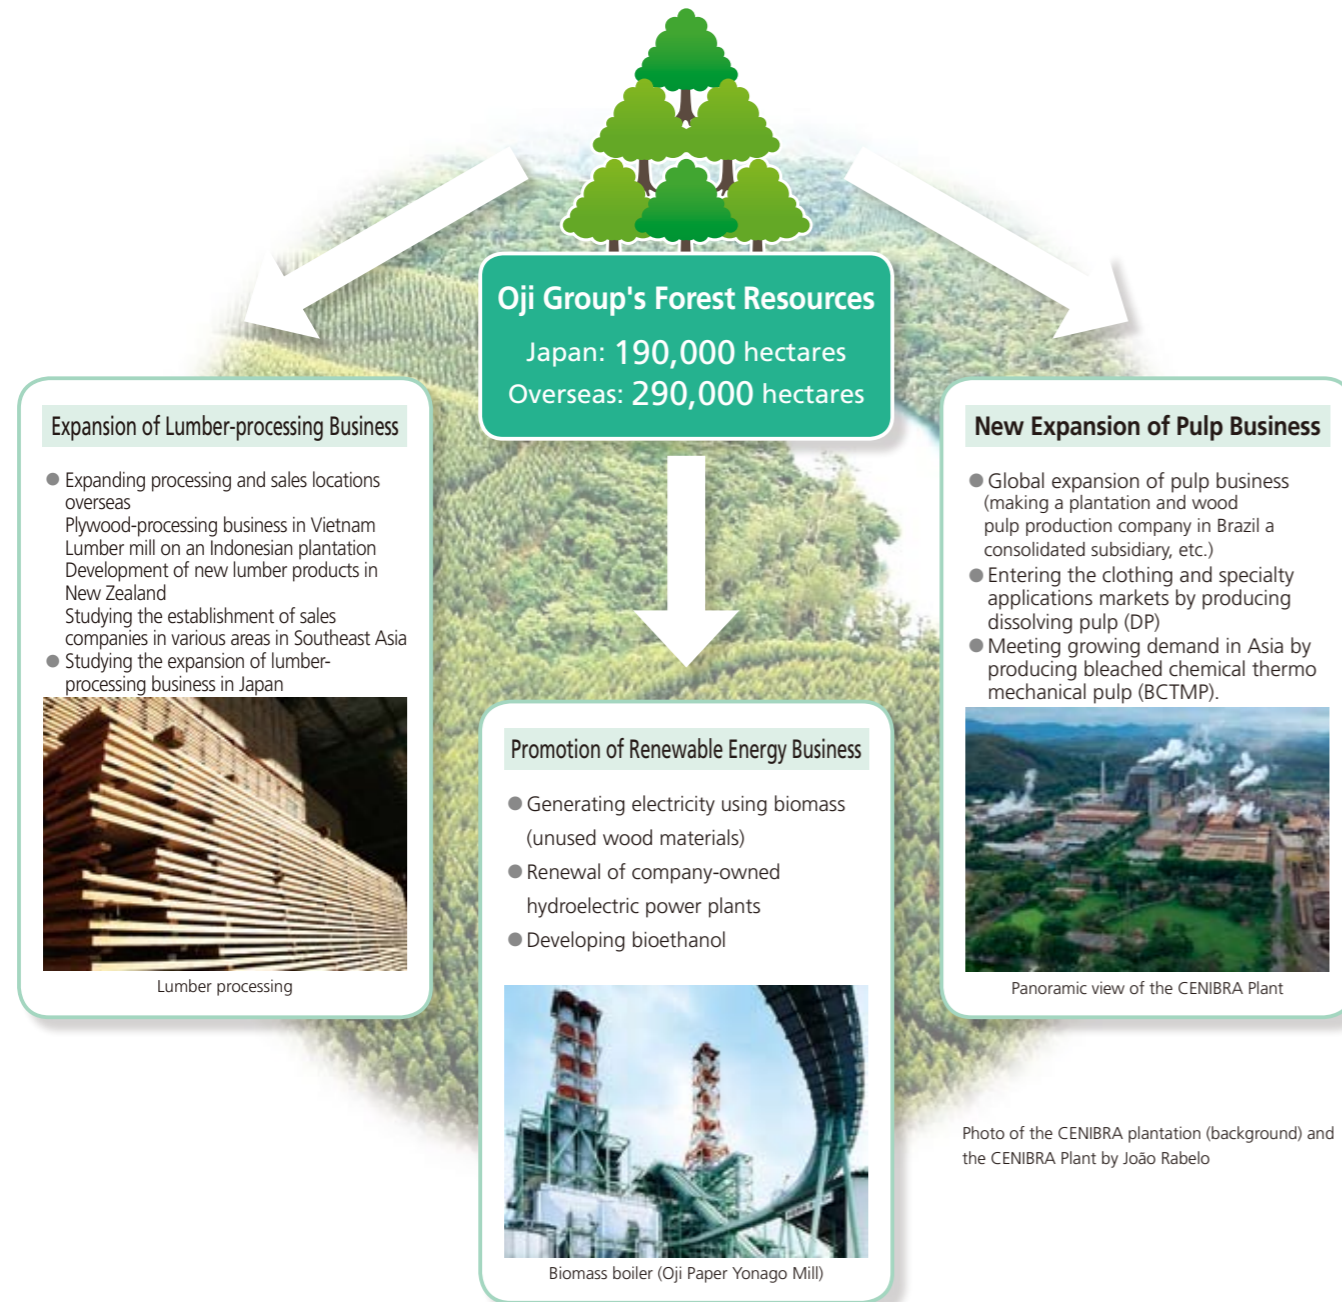 Oji Group's Forest Resources
Japan: 190,000 hectares
Overseas: 290,000 hectares
Expansion of Lumber-processing Business
● Expanding processing and sales locations
overseas
Plywood-processing business in Vietnam
Lumber mill on an Indonesian plantation
Development of new lumber products in
New Zealand
Studying the establishment of sales
companies in various areas in Southeast Asia
● Studying the expansion of lumber-
processing business in Japan
Lumber processing
Promotion of Renewable Energy Business
● Generating electricity using biomass
(unused wood materials)
● Renewal of company-owned
hydroelectric power plants
● Developing bioethanol
Biomass boiler (Oji Paper Yonago Mill)
New Expansion of Pulp Business
● Global expansion of pulp business
(making a plantation and wood
pulp production company in Brazil a
consolidated subsidiary, etc.)
● Entering the clothing and specialty
applications markets by producing
dissolving pulp (DP)
● Meeting growing demand in Asia by
producing bleached chemical thermo
mechanical pulp (BCTMP).
Panoramic view of the CENIBRA Plant
Photo of the CENIBRA plantation (background) and
the CENIBRA Plant by João Rabelo